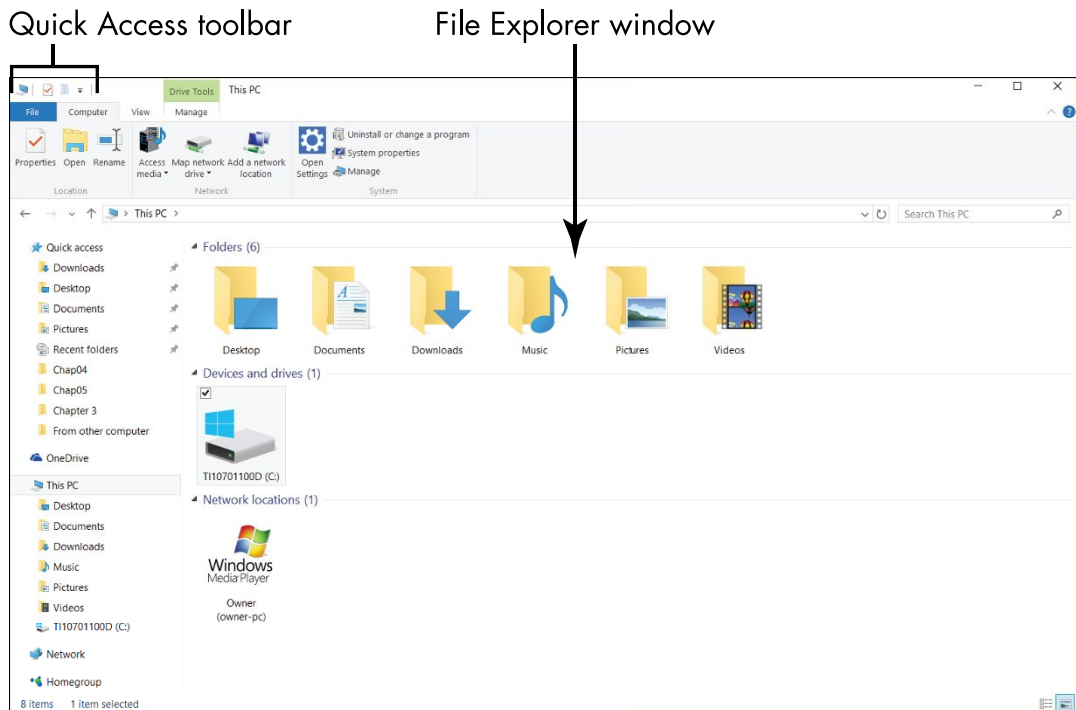 Quick Access toolbar
File Explorer window
Drive Tools
This PC
File
Computer
View
Manage
Properties
Open
Rename
Access media
Map network drive
Add a network location
Open Settings
Uninstall or change a program
System properties
Manage
Location
Network
System
This PC
Search This PC
Quick access
Downloads
Desktop
Documents
Pictures
Recent folders
Chap04
Chap05
Chapter 3
From other computer
OneDrive
This PC
Desktop
Documents
Downloads
Music
Pictures
Videos
TI10701100D (C:)
Network
Homegroup
Folders (6)
Desktop
Documents
Downloads
Music
Pictures
Videos
Devices and drives (1)
TI10701100D (C:)
Network locations (1)
Windows
Media Player
Owner
(owner-pc)
8 items
1 item selected